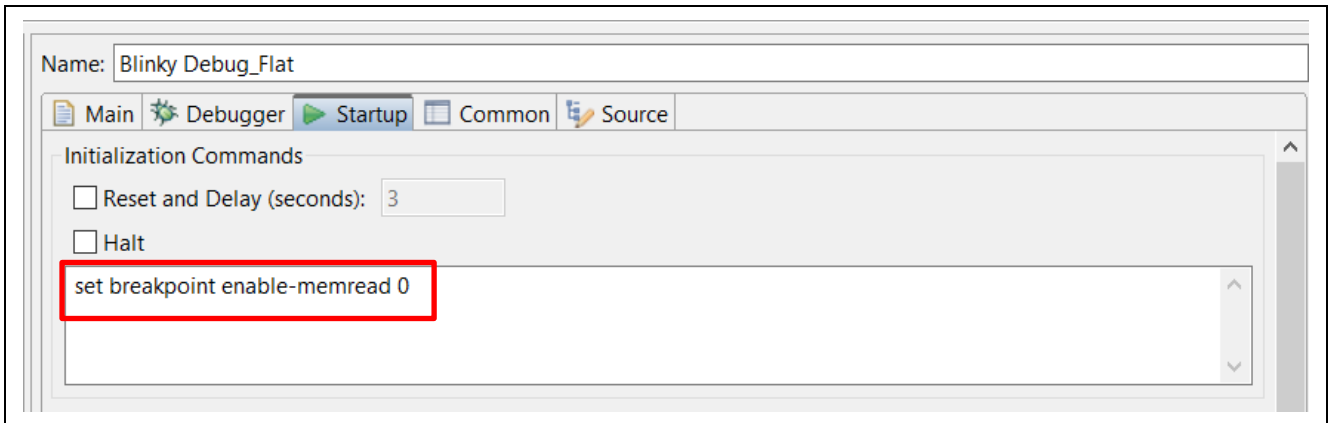 Name: Blinky Debug_Flat
Main Debugger Startup Common Source
Initialization Commands
Reset and Delay (seconds): 3
Halt
set breakpoint enable-memread 0